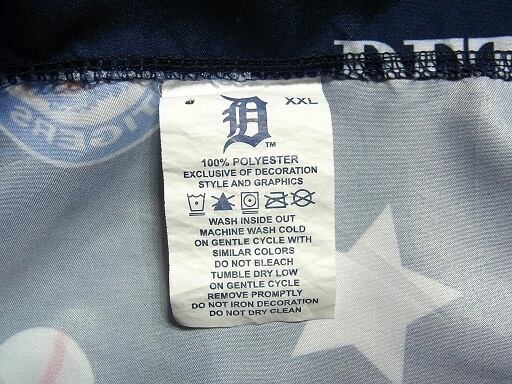 DET
TIGERS
D XXL
TM
100% POLYESTER
EXCLUSIVE OF DECORATION
STYLE AND GRAPHICS
WASH INSIDE OUT
MACHINE WASH COLD
ON GENTLE CYCLE WITH
SIMILAR COLORS
DO NOT BLEACH
TUMBLE DRY LOW
ON GENTLE CYCLE
REMOVE PROMPTLY
DO NOT IRON DECORATION
DO NOT DRY CLEAN